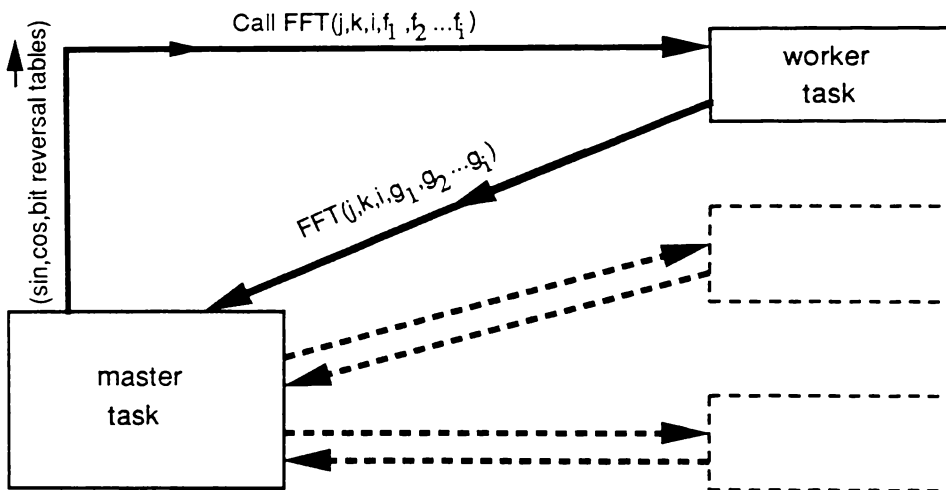 Call FFT(j,k,i,f₁,f₂...fᵢ)
worker
task
(sin,cos,bit reversal tables)
FFT(j,k,i,g₁,g₂...gᵢ)
master
task